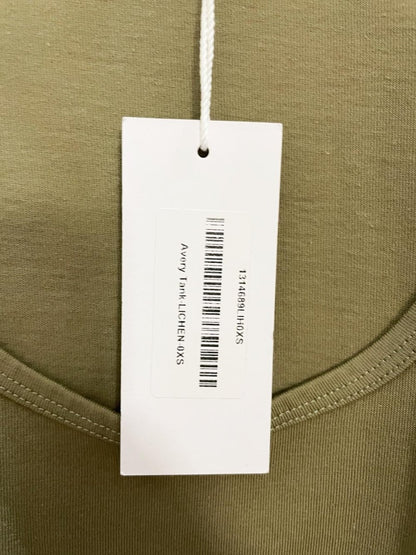 1314689LIH0XS
Avery Tank LICHEN 0XS